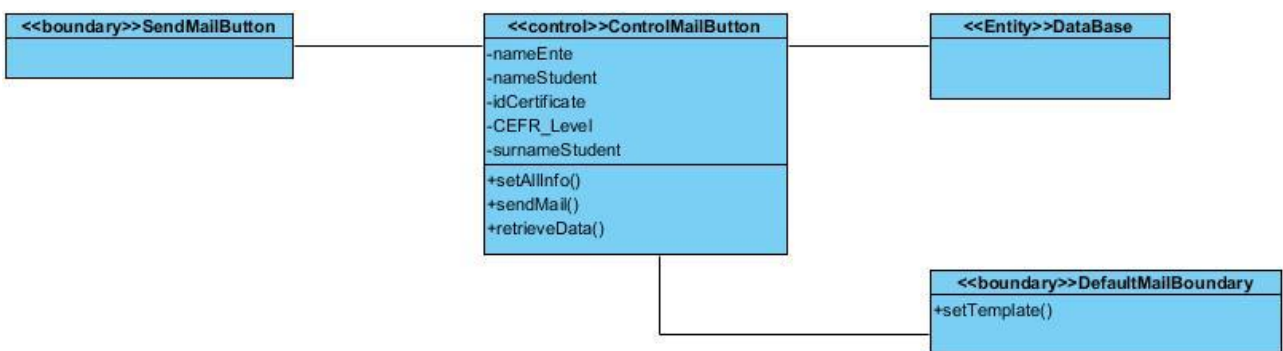 <<boundary>>SendMailButton
<<control>>ControlMailButton
-nameEnte
-nameStudent
-idCertificate
-CEFR_Level
-surnameStudent
+setAllInfo()
+sendMail()
+retrieveData()
<<Entity>>DataBase
<<boundary>>DefaultMailBoundary
+setTemplate()